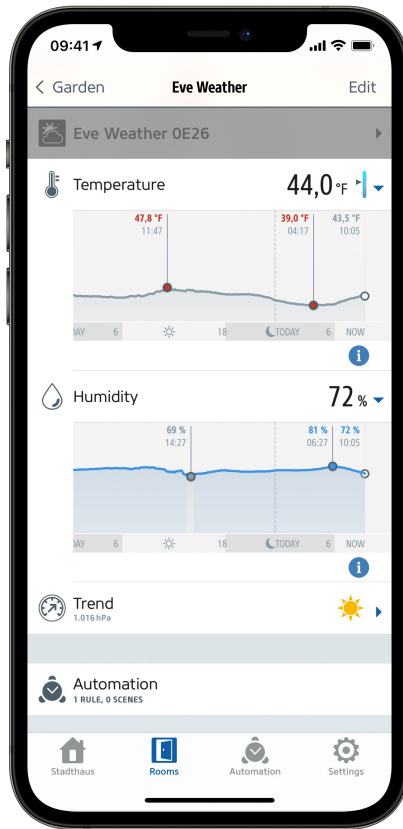 09:41
Garden Eve Weather Edit
Eve Weather 0E26
Temperature 44,0 °F
47,8 °F 39,0 °F 43,5 °F
11:47 04:17 10:05
DAY 6 18 TODAY 6 NOW
i
Humidity 72 %
69 % 81 % 72 %
14:27 06:27 10:05
DAY 6 18 TODAY 6 NOW
i
Trend
1.016 hPa
Automation
1 RULE, 0 SCENES
Stadthaus Rooms Automation Settings